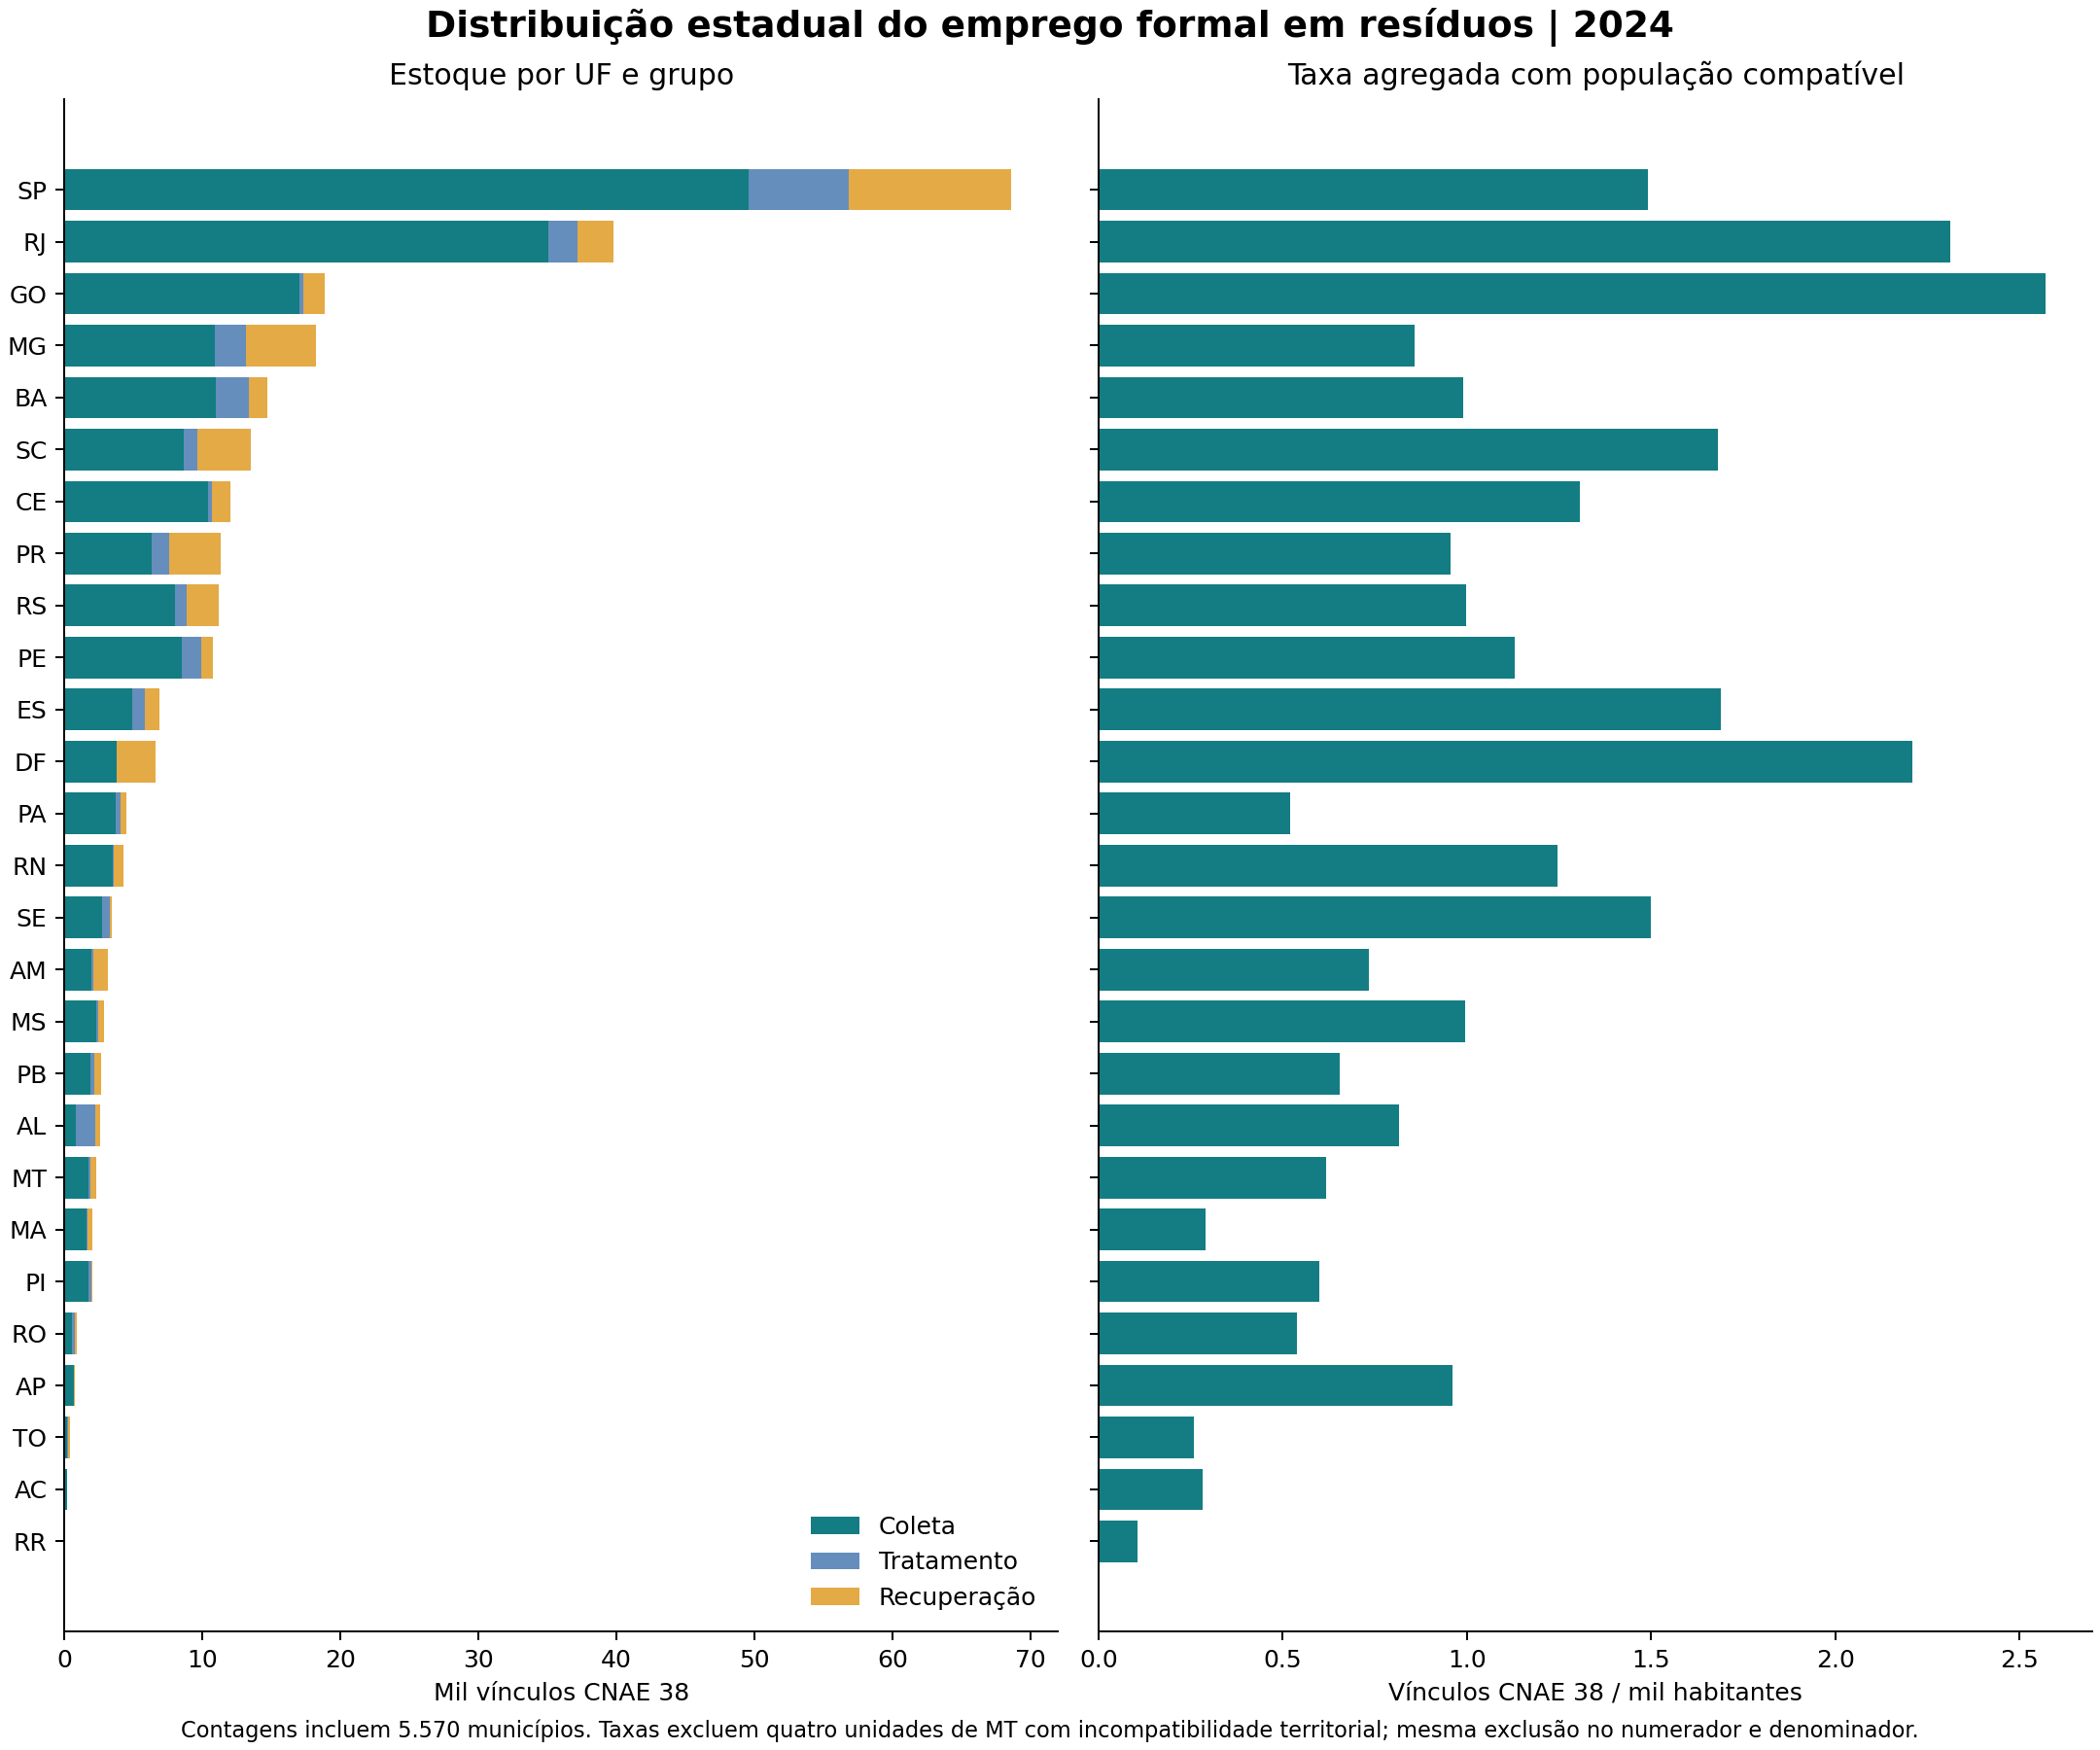 Distribuição estadual do emprego formal em resíduos | 2024
Estoque por UF e grupo
Taxa agregada com população compatível
SP
RJ
GO
MG
BA
SC
CE
PR
RS
PE
ES
DF
PA
RN
SE
AM
MS
PB
AL
MT
MA
PI
RO
AP
TO
AC
RR
Coleta
Tratamento
Recuperação
0 10 20 30 40 50 60 70
Mil vínculos CNAE 38
0.0 0.5 1.0 1.5 2.0 2.5
Vínculos CNAE 38 / mil habitantes
Contagens incluem 5.570 municípios. Taxas excluem quatro unidades de MT com incompatibilidade territorial; mesma exclusão no numerador e denominador.